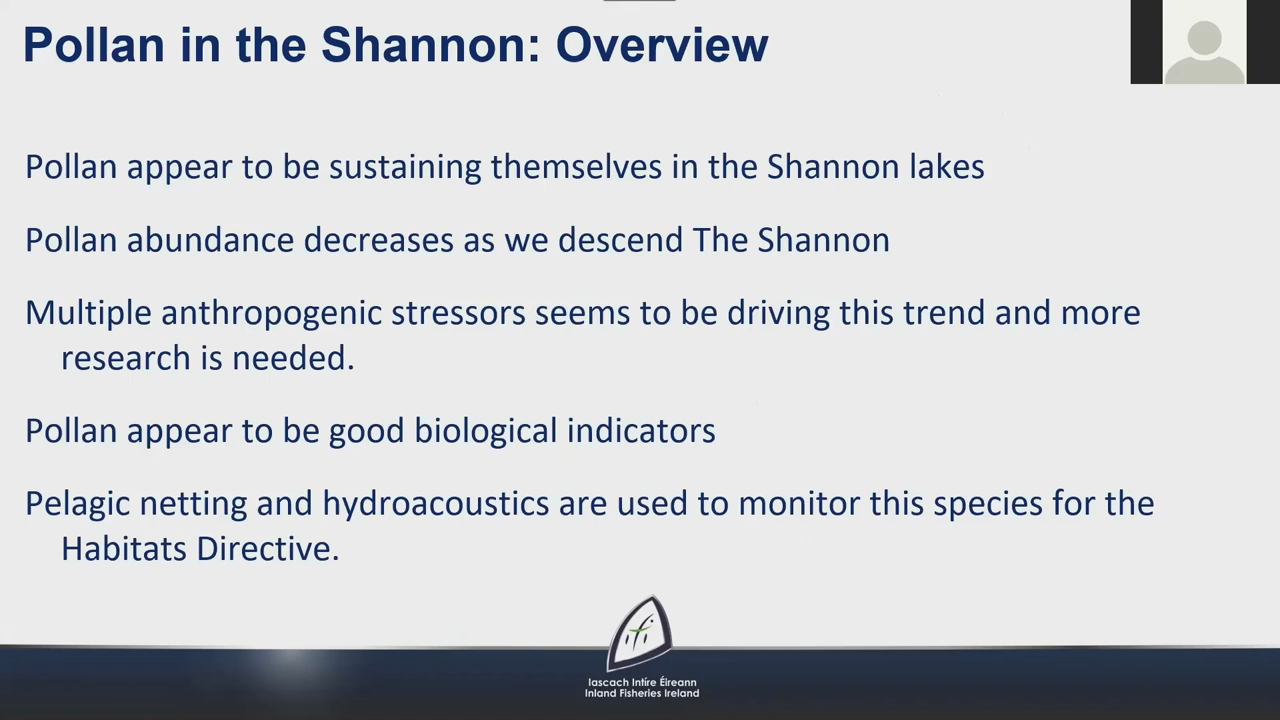 Pollan in the Shannon: Overview
Pollan appear to be sustaining themselves in the Shannon lakes
Pollan abundance decreases as we descend The Shannon
Multiple anthropogenic stressors seems to be driving this trend and more
research is needed.
Pollan appear to be good biological indicators
Pelagic netting and hydroacoustics are used to monitor this species for the
Habitats Directive.
ifi
Iascach Intíre Éireann
Inland Fisheries Ireland